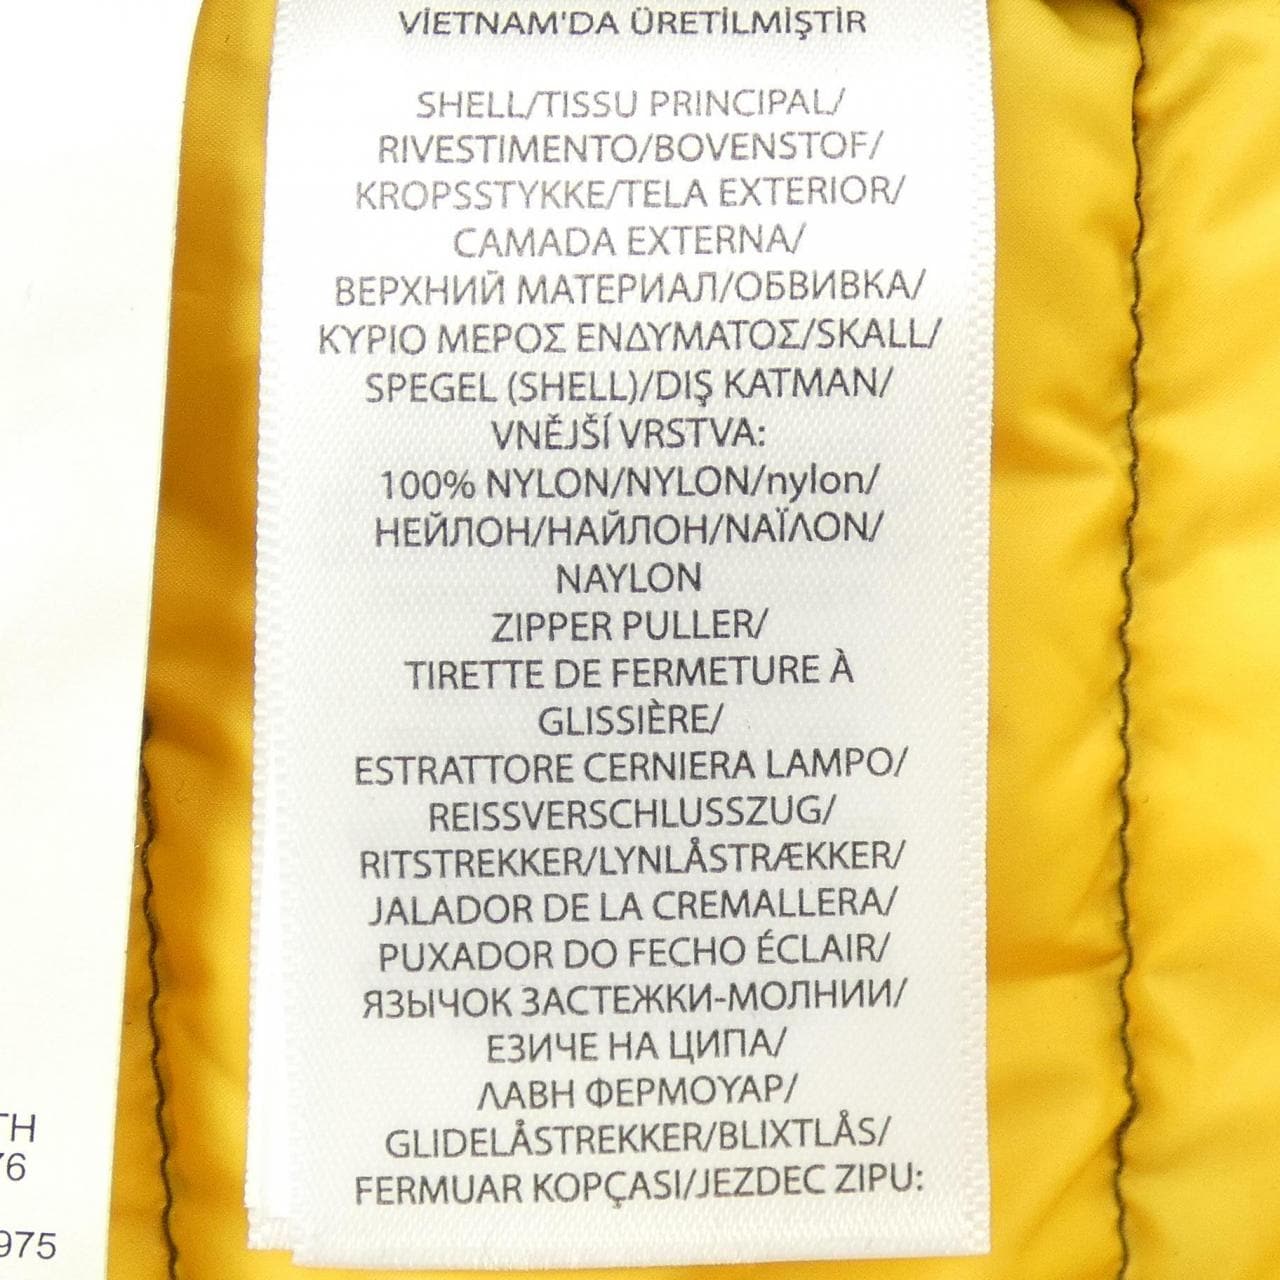 VİETNAM'DA ÜRETİLMİŞTİR
SHELL/TISSU PRINCIPAL/
RIVESTIMENTO/BOVENSTOF/
KROPSSTYKKE/TELA EXTERIOR/
CAMADA EXTERNA/
ВЕРХНИЙ МАТЕРИАЛ/ОБВИВКА/
ΚΥΡΙΟ ΜΕΡΟΣ ΕΝΔΥΜΑΤΟΣ/SKALL/
SPEGEL (SHELL)/DIŞ KATMAN/
VNĚJŠÍ VRSTVA:
100% NYLON/NYLON/nylon/
НЕЙЛОН/НАЙЛОН/ΝΑΪΛΟΝ/
NAYLON
ZIPPER PULLER/
TIRETTE DE FERMETURE À
GLISSIÈRE/
ESTRATTORE CERNIERA LAMPO/
REISSVERSCHLUSSZUG/
RITSTREKKER/LYNLÅSTRÆKKER/
JALADOR DE LA CREMALLERA/
PUXADOR DO FECHO ÉCLAIR/
ЯЗЫЧОК ЗАСТЕЖКИ-МОЛНИИ/
ЕЗИЧЕ НА ЦИПА/
ΛΑΒΗ ΦΕΡΜΟΥΑΡ/
GLIDELÅSTREKKER/BLIXTLÅS/
FERMUAR KOPÇASI/JEZDEC ZIPU:
TH
76
975